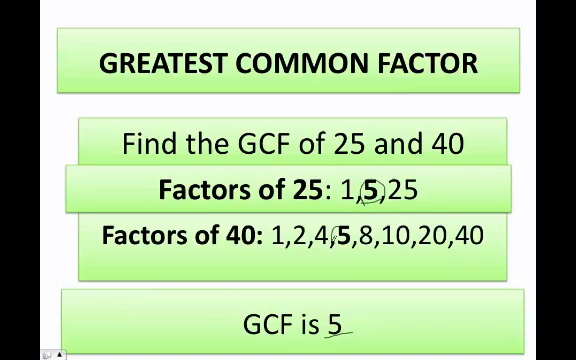 GREATEST COMMON FACTOR
Find the GCF of 25 and 40
Factors of 25: 1,5,25
Factors of 40: 1,2,4,5,8,10,20,40
GCF is 5